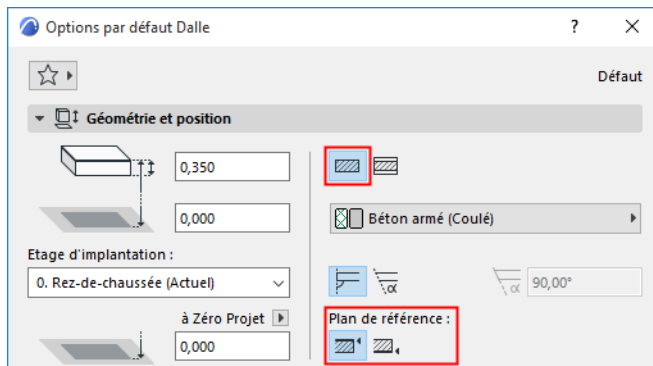 Options par défaut Dalle
?
Défaut
Géométrie et position
0,350
0,000
Béton armé (Coulé)
Etage d'implantation :
0. Rez-de-chaussée (Actuel)
α
α
90,00°
à Zéro Projet
Plan de référence :
0,000